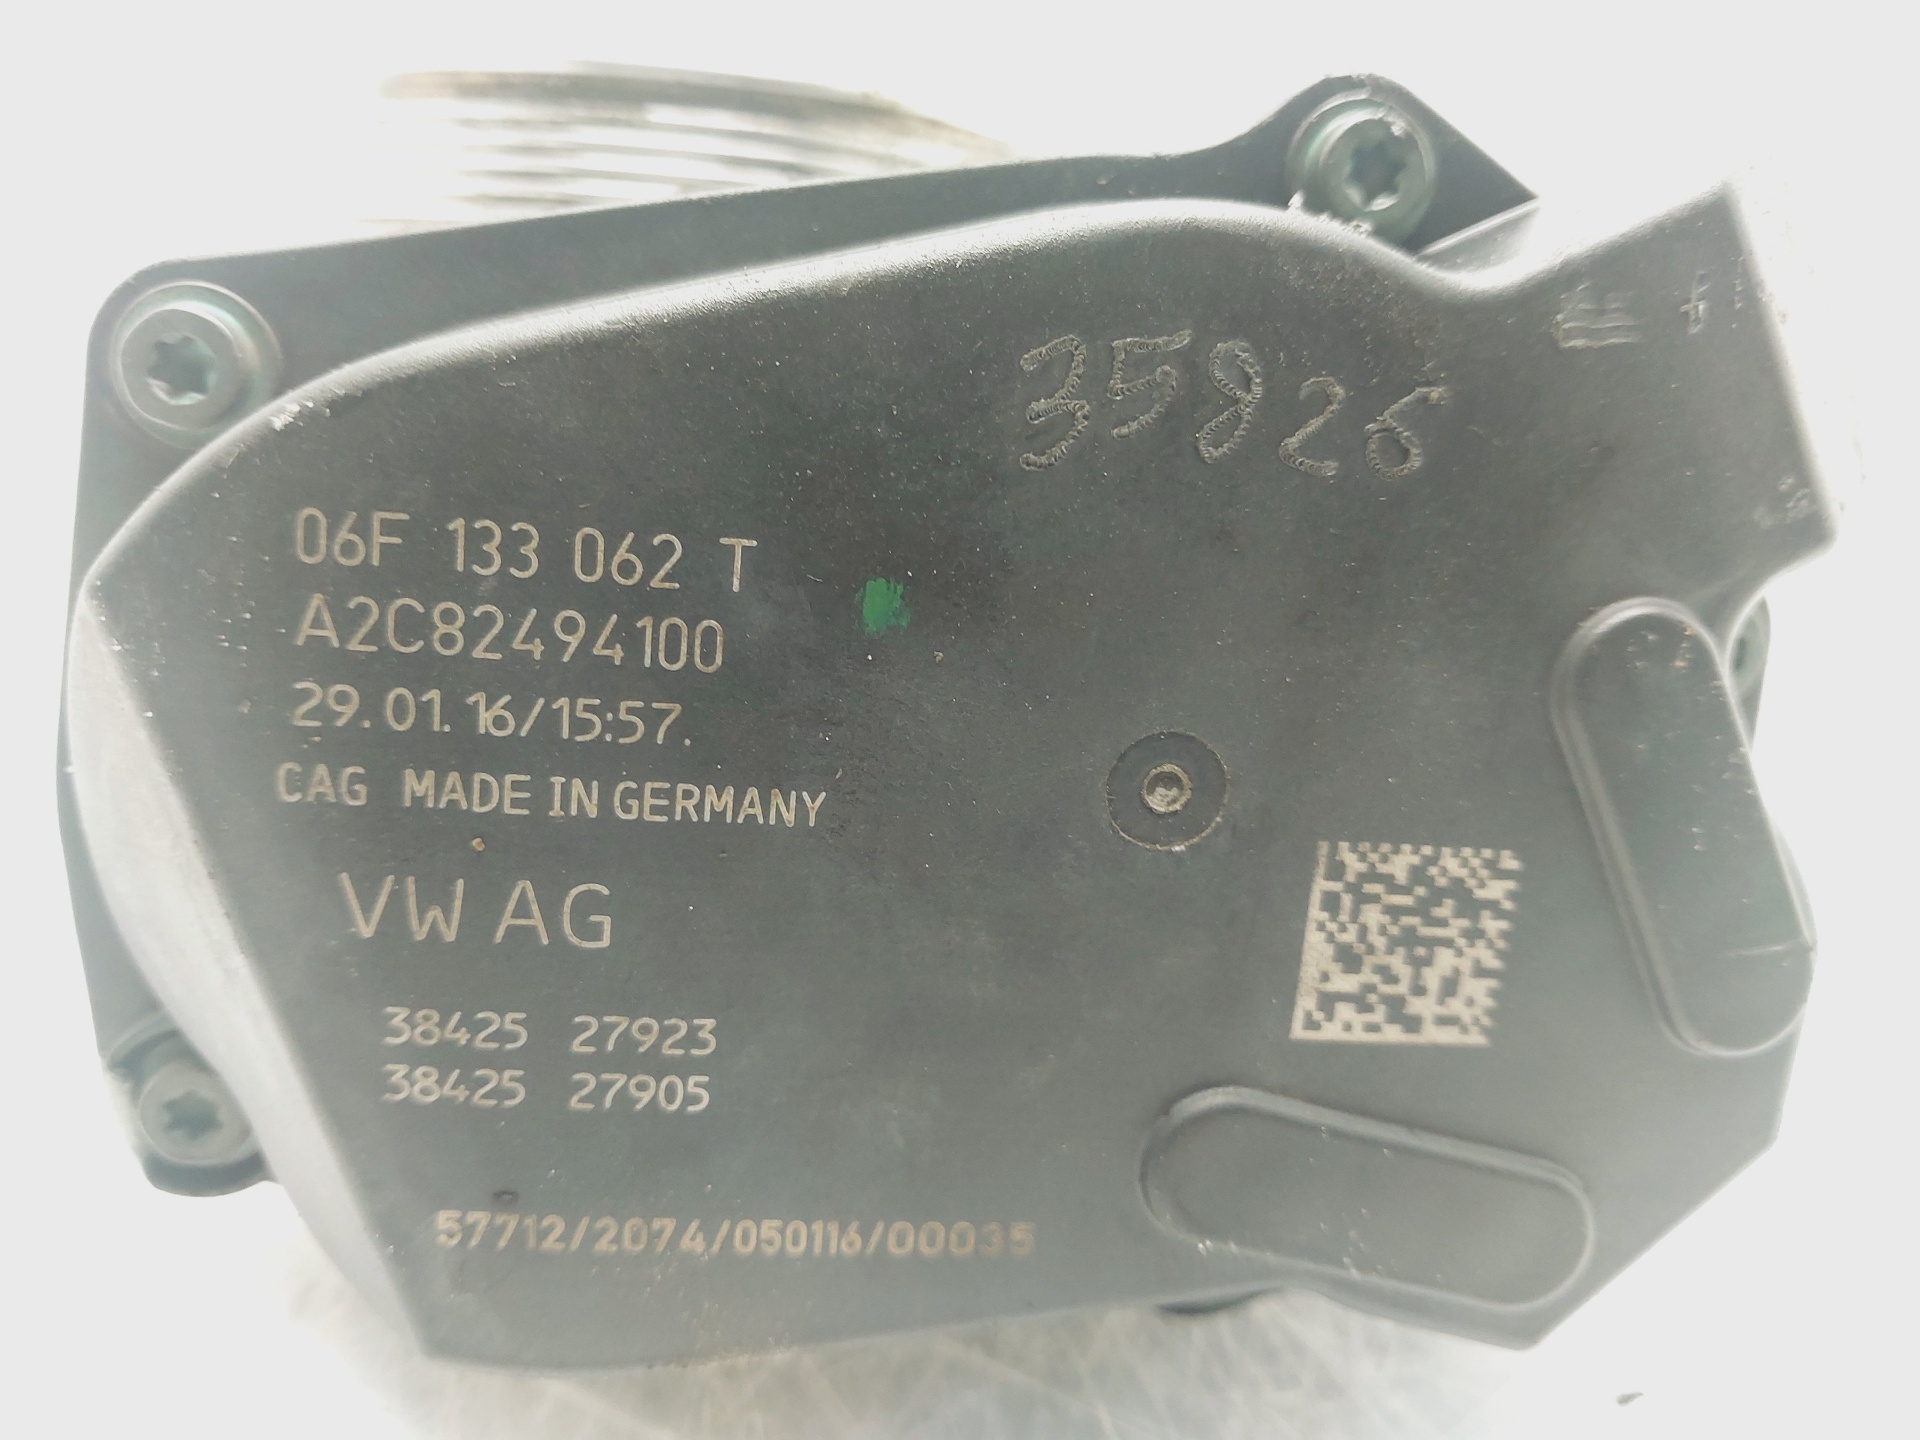 35826
06F 133 062 T
A2C82494100
29.01.16/15:57.
CAG MADE IN GERMANY
VW AG
38425 27923
38425 27905
57712/2074/050116/00035